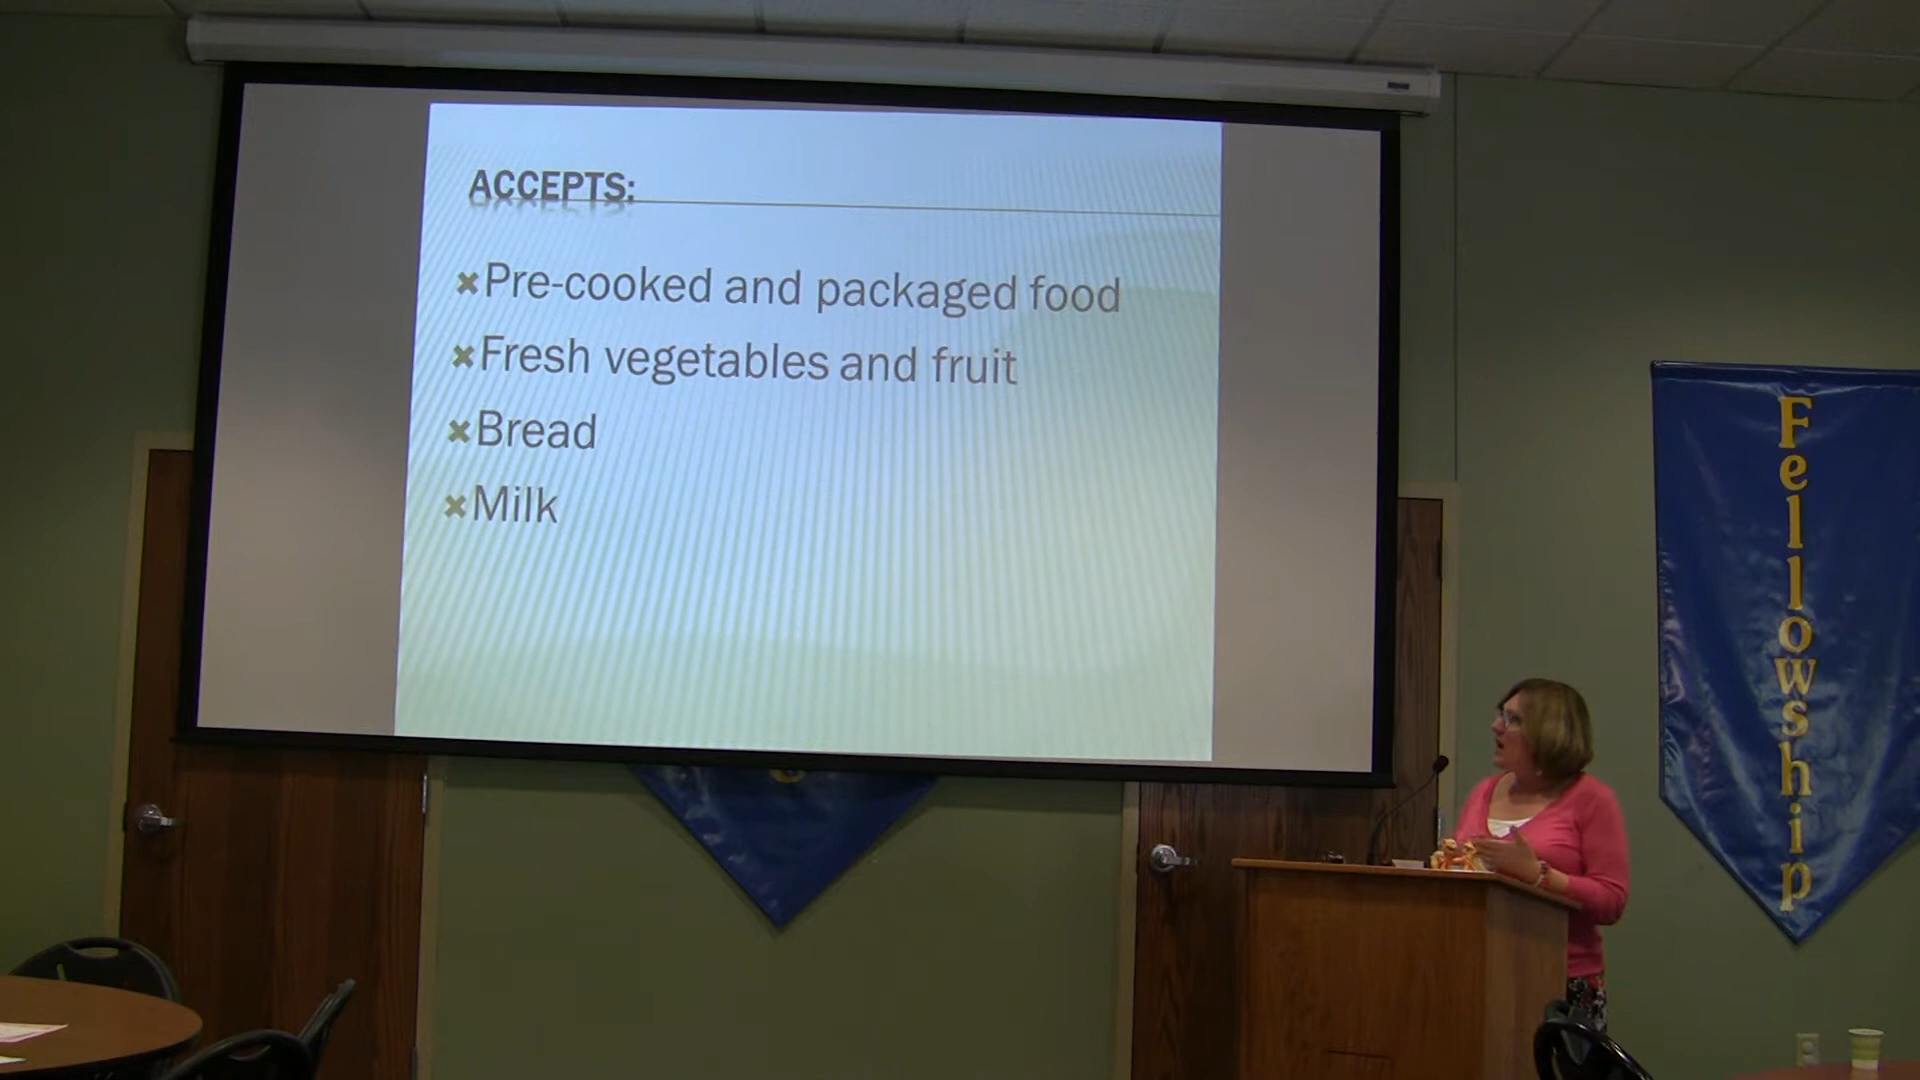 ACCEPTS:
Pre-cooked and packaged food
Fresh vegetables and fruit
Bread
Milk
Fellowship